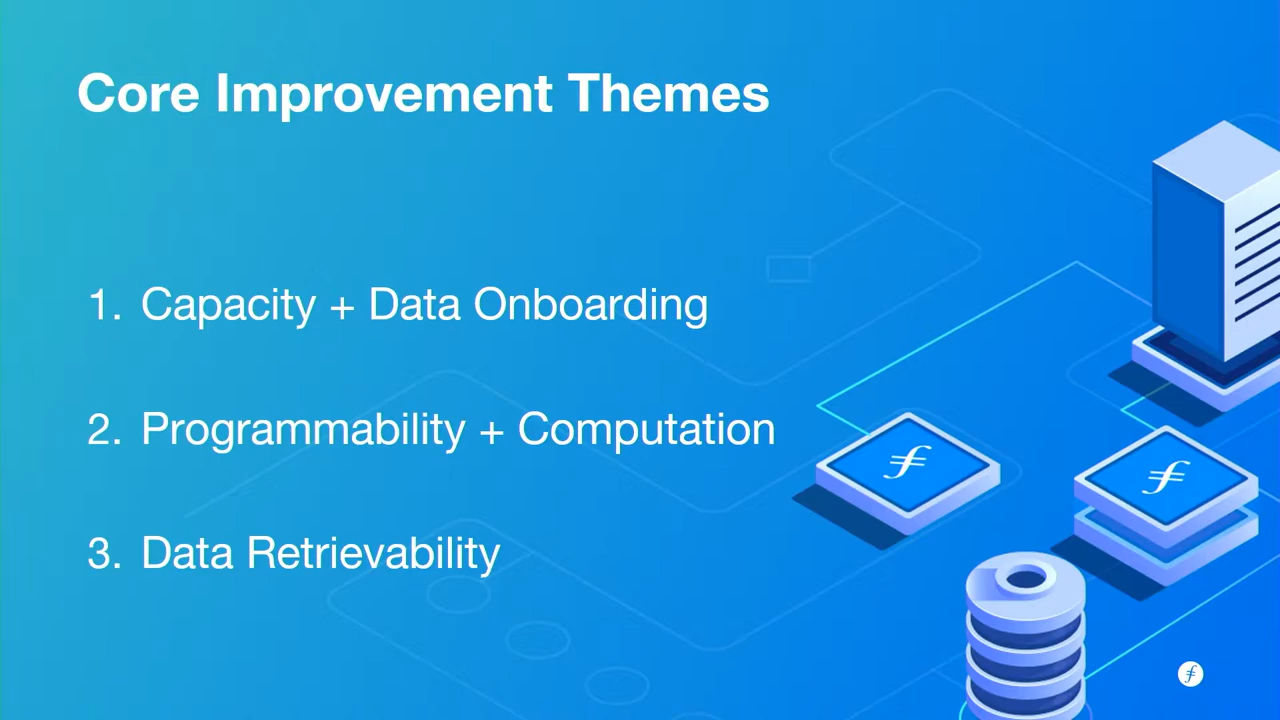 Core Improvement Themes
1. Capacity + Data Onboarding
2. Programmability + Computation
3. Data Retrievability